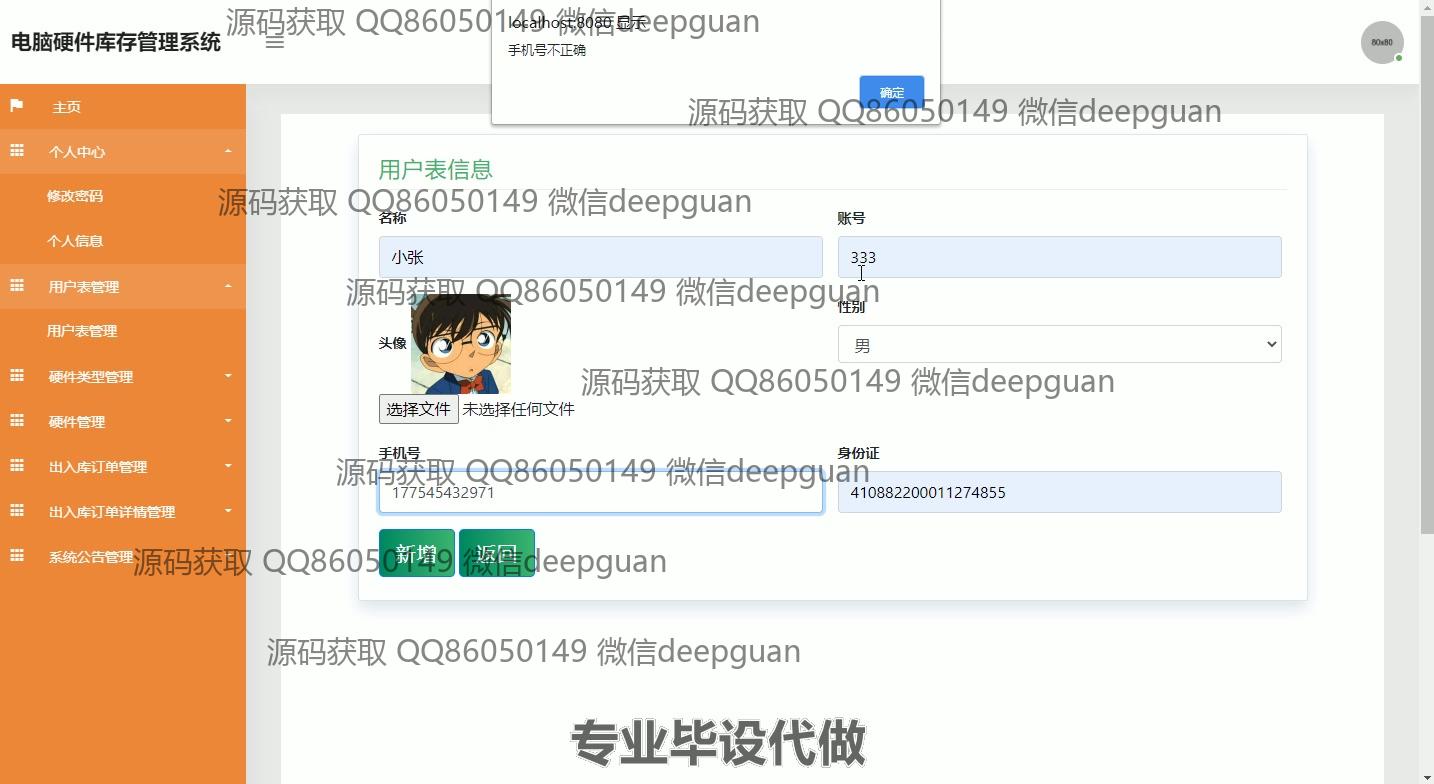 源码获取 QQ86050149 微信deepguan
localhost:8080 显示
电脑硬件库存管理系统
80x80
手机号不正确
确定
源码获取 QQ86050149 微信deepguan
主页
个人中心
修改密码
个人信息
用户表管理
用户表管理
硬件类型管理
硬件管理
出入库订单管理
出入库订单详情管理
系统公告管理
用户表信息
源码获取 QQ86050149 微信deepguan
名称
账号
小张
333
源码获取 QQ86050149 微信deepguan
性别
头像
男
源码获取 QQ86050149 微信deepguan
选择文件 未选择任何文件
手机号
身份证
源码获取 QQ86050149 微信deepguan
177545432971
410882200011274855
新增 返回
源码获取 QQ86050149 微信deepguan
源码获取 QQ86050149 微信deepguan
专业毕设代做